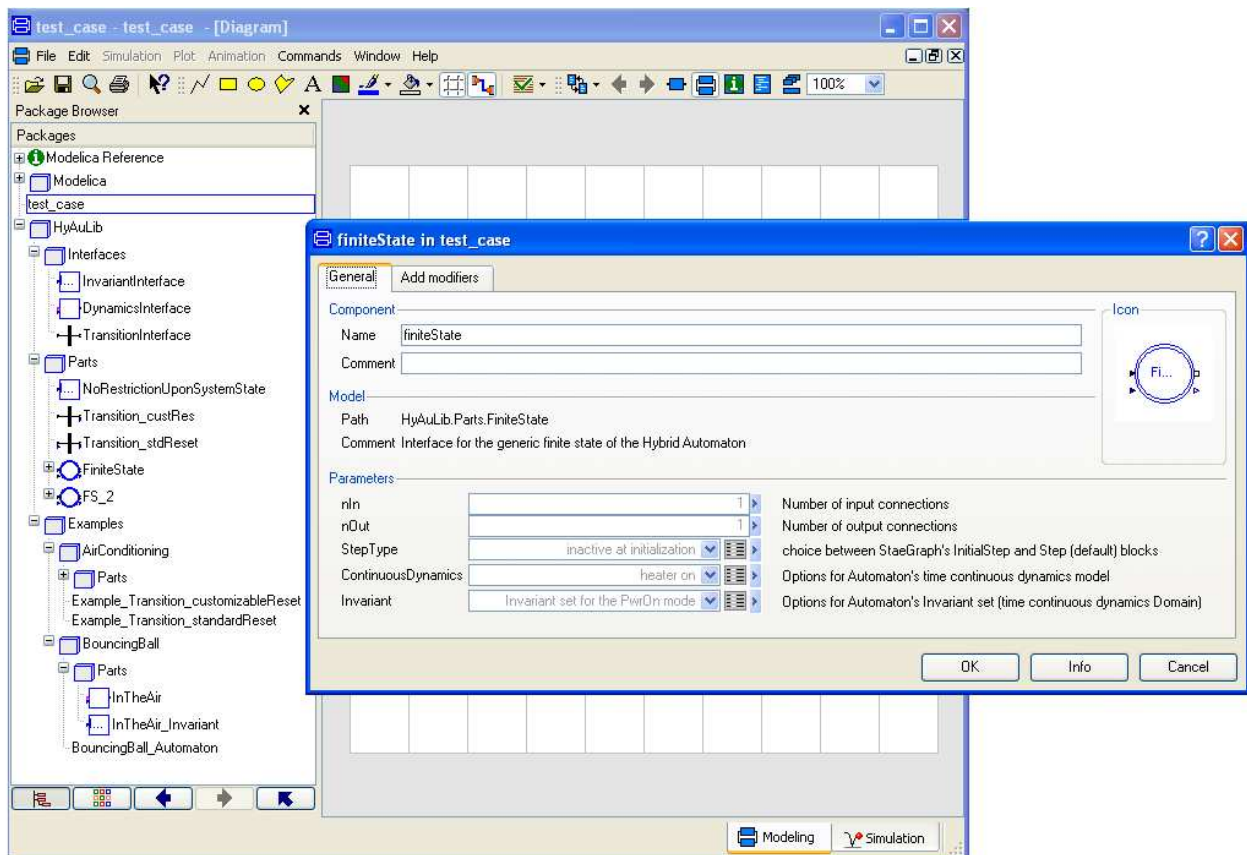 test_case - test_case - [Diagram]
File Edit Simulation Plot Animation Commands Window Help
A 100%
Package Browser
Packages
Modelica Reference
Modelica
test_case
HyAuLib
Interfaces
InvariantInterface
DynamicsInterface
TransitionInterface
Parts
NoRestrictionUponSystemState
Transition_custRes
Transition_stdReset
FiniteState
FS_2
Examples
AirConditioning
Parts
Example_Transition_customizableReset
Example_Transition_standardReset
BouncingBall
Parts
InTheAir
InTheAir_Invariant
BouncingBall_Automaton
finiteState in test_case
General Add modifiers
Component
Name finiteState
Comment
Icon
Fi...
Model
Path HyAuLib.Parts.FiniteState
Comment Interface for the generic finite state of the Hybrid Automaton
Parameters
nIn 1 Number of input connections
nOut 1 Number of output connections
StepType inactive at initialization choice between StaeGraph's InitialStep and Step (default) blocks
ContinuousDynamics heater on Options for Automaton's time continuous dynamics model
Invariant Invariant set for the PwrOn mode Options for Automaton's Invariant set (time continuous dynamics Domain)
OK Info Cancel
Modeling Simulation